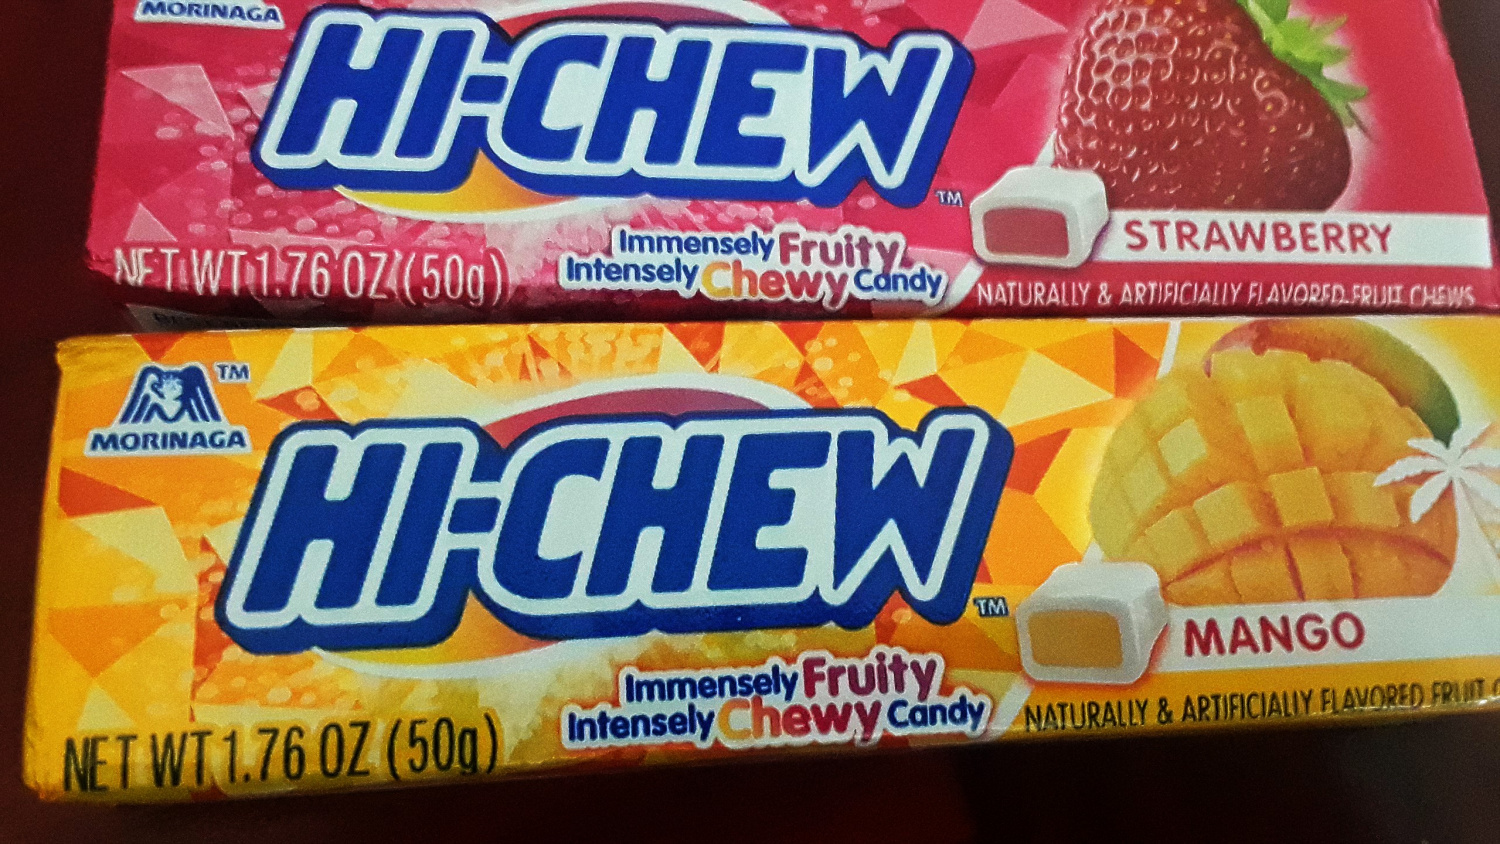 MORINAGA
HI-CHEW
TM
STRAWBERRY
Immensely Fruity,
Intensely Chewy Candy
NET WT 1.76 OZ (50g)
NATURALLY & ARTIFICIALLY FLAVORED FRUIT CHEWS
TM
MORINAGA
HI-CHEW
TM
MANGO
Immensely Fruity
Intensely Chewy Candy
NET WT 1.76 OZ (50g)
NATURALLY & ARTIFICIALLY FLAVORED FRUIT